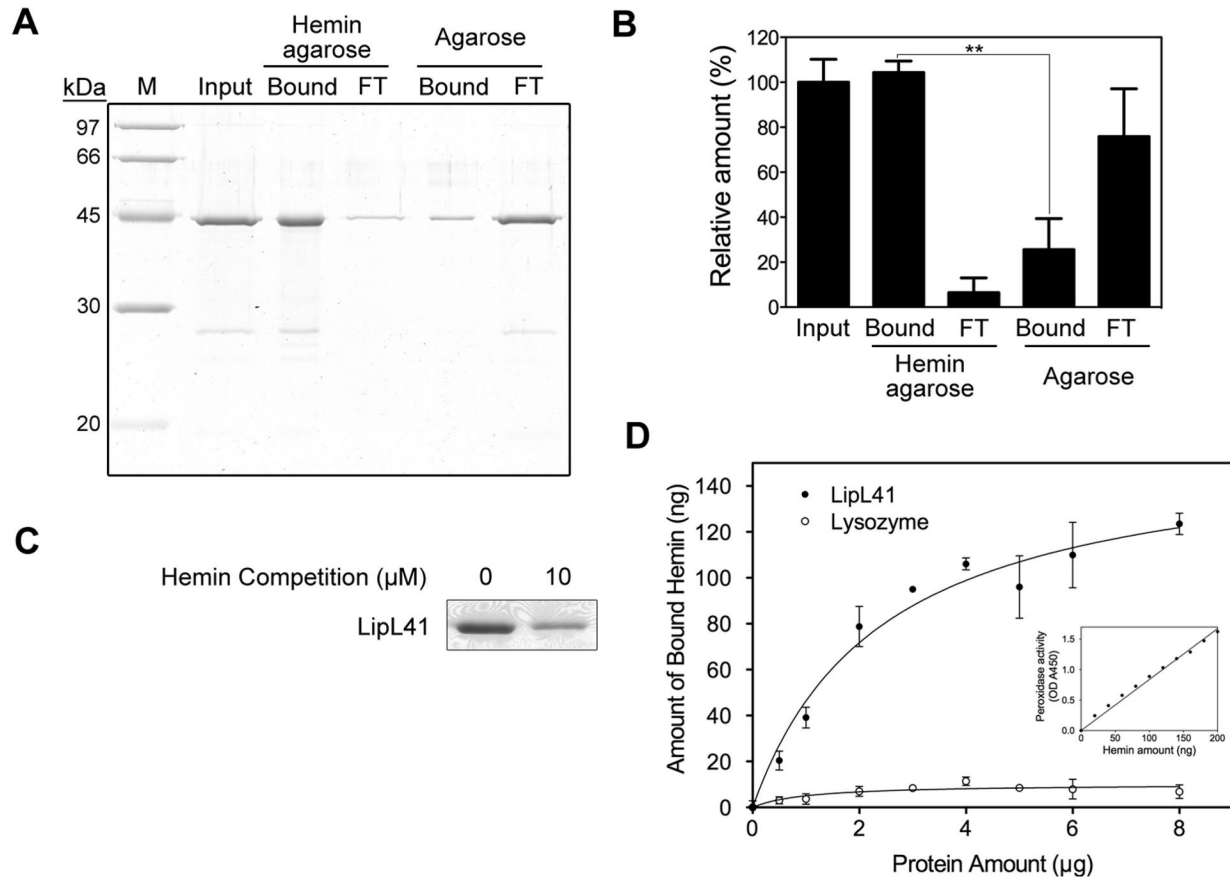 A
Hemin
agarose
Agarose
kDa M Input Bound FT Bound FT
97
66
45
30
20
B
Relative amount (%)
120
100
80
60
40
20
0
**
Input Bound FT Bound FT
Hemin
agarose
Agarose
C
Hemin Competition (µM) 0 10
LipL41
D
Amount of Bound Hemin (ng)
140
120
100
80
60
40
20
0
LipL41
Lysozyme
Peroxidase activity
(OD A450)
1.5
1.0
0.5
0.0
0 50 100 150 200
Hemin amount (ng)
0 2 4 6 8
Protein Amount (µg)